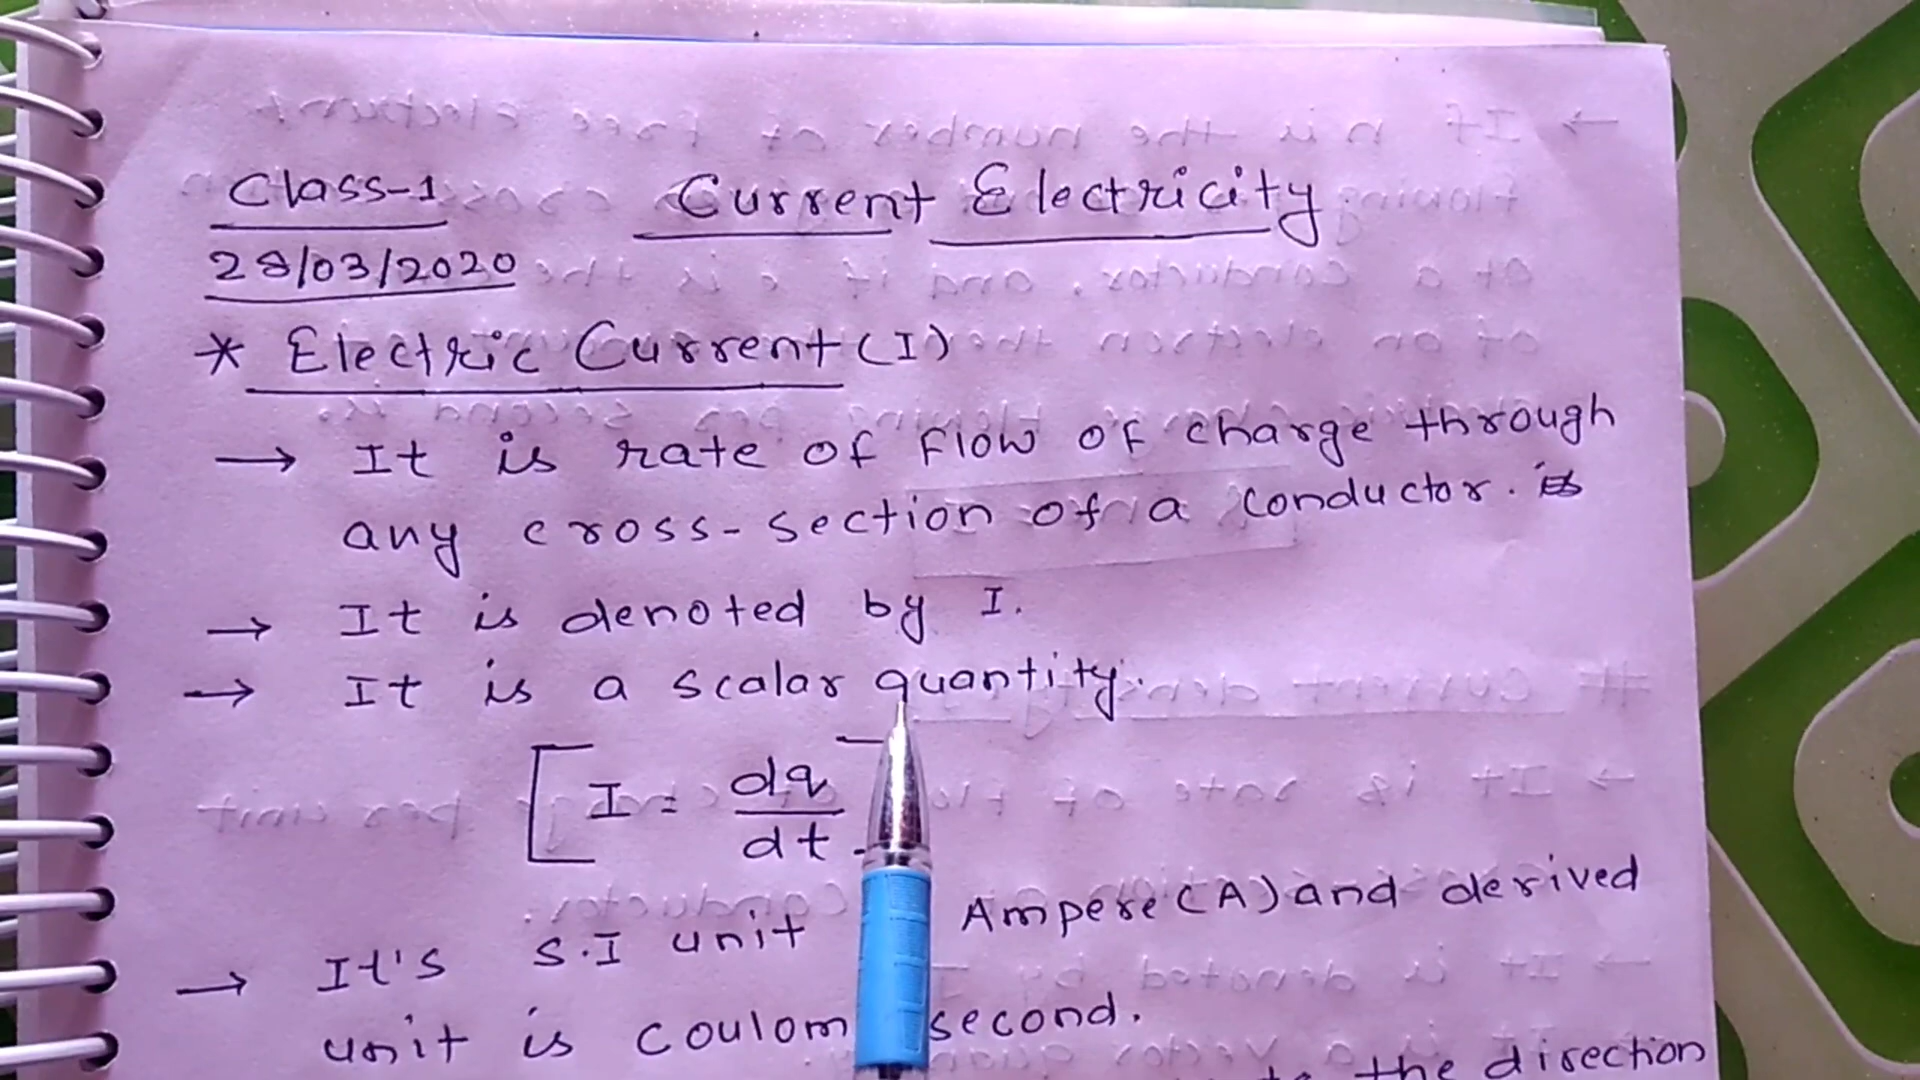 Class-1 Current Electricity
28/03/2020
* Electric Current (I)
→ It is rate of flow of charge through
any cross-section of a conductor. is
→ It is denoted by I.
→ It is a scalar quantity.
I = dq/dt
→ It's S.I unit Ampere (A) and derived
unit is coulom second.
the direction